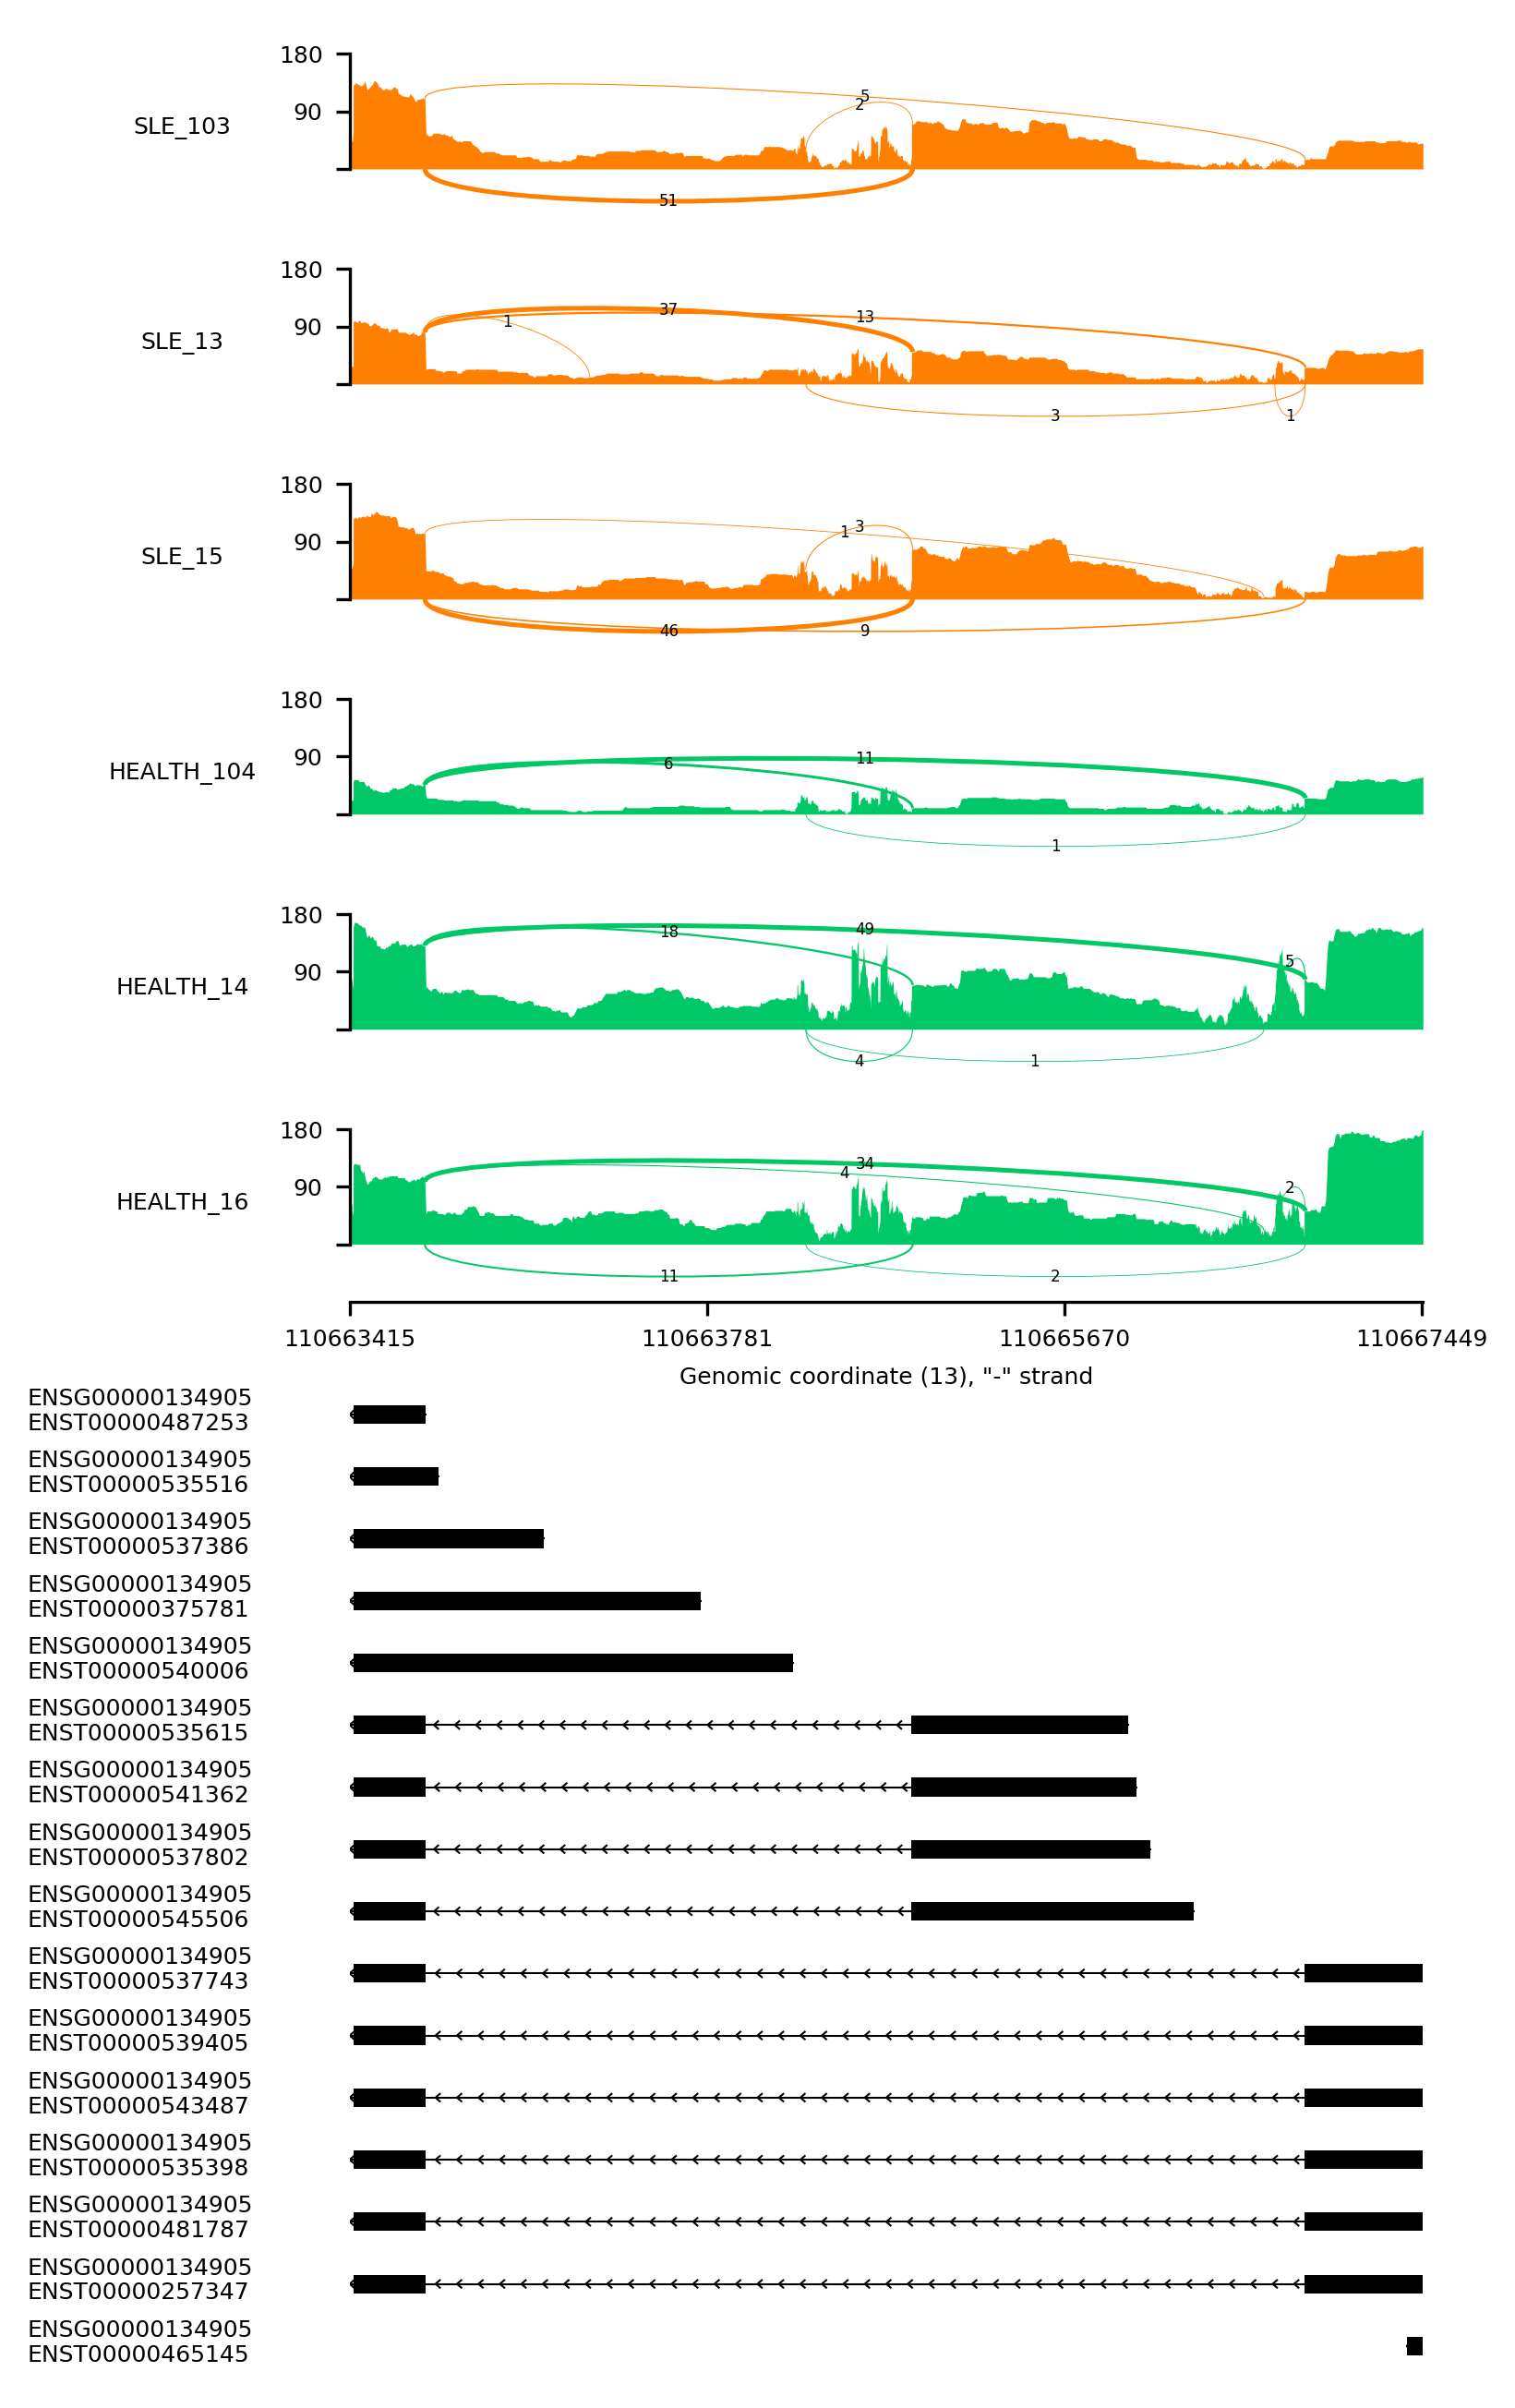 180
5
2
90
SLE_103
51
180
37
13
1
90
SLE_13
3
1
180
3
1
90
SLE_15
46
9
180
11
6
90
HEALTH_104
1
180
49
18
5
90
HEALTH_14
4
1
180
34
4
2
90
HEALTH_16
11
2
110663415 110663781 110665670 110667449
Genomic coordinate (13), "-" strand
ENSG00000134905
ENST00000487253
ENSG00000134905
ENST00000535516
ENSG00000134905
ENST00000537386
ENSG00000134905
ENST00000375781
ENSG00000134905
ENST00000540006
ENSG00000134905
ENST00000535615
ENSG00000134905
ENST00000541362
ENSG00000134905
ENST00000537802
ENSG00000134905
ENST00000545506
ENSG00000134905
ENST00000537743
ENSG00000134905
ENST00000539405
ENSG00000134905
ENST00000543487
ENSG00000134905
ENST00000535398
ENSG00000134905
ENST00000481787
ENSG00000134905
ENST00000257347
ENSG00000134905
ENST00000465145